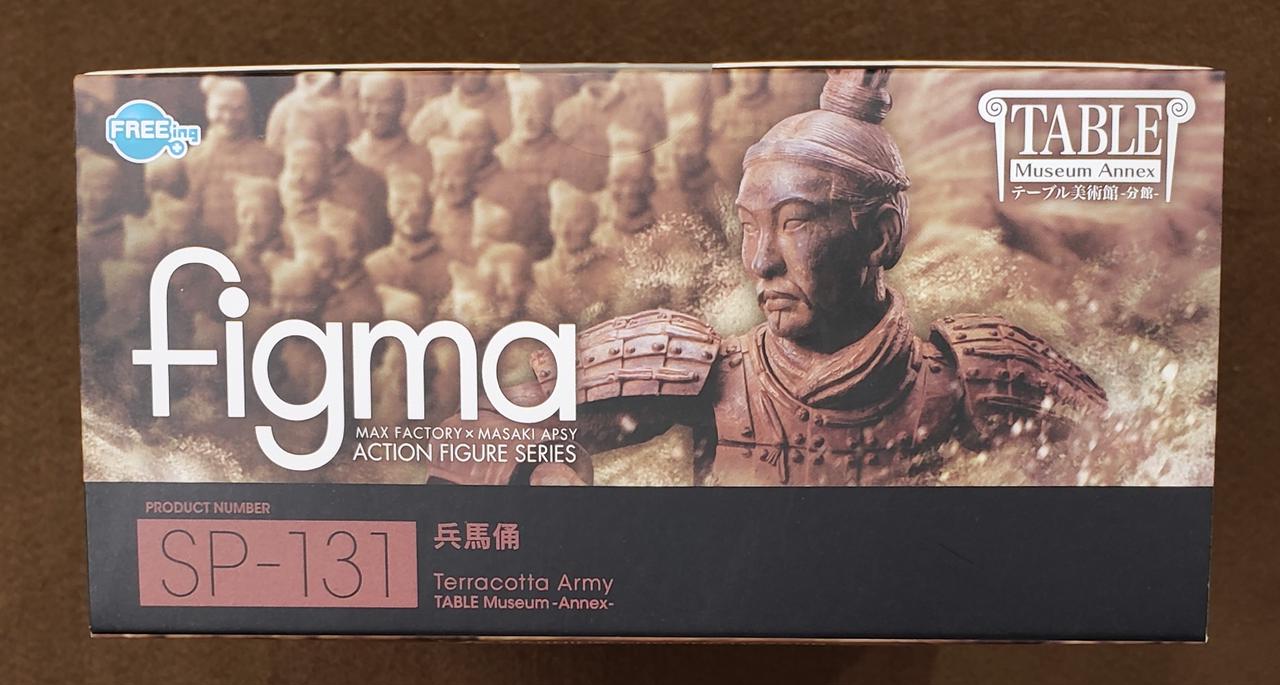 FREEing
TABLE
Museum Annex
テーブル美術館-分館-
figma
MAX FACTORY×MASAKI APSY
ACTION FIGURE SERIES
PRODUCT NUMBER
SP-131
兵馬俑
Terracotta Army
TABLE Museum -Annex-